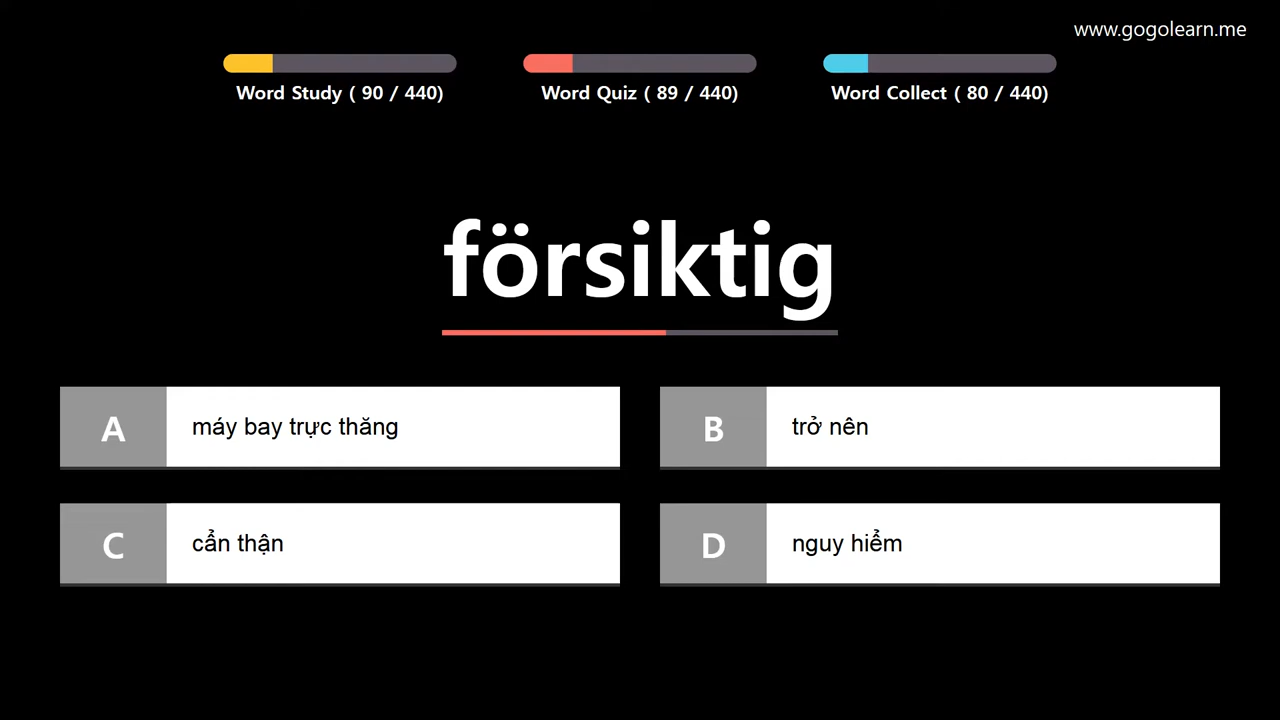 www.gogolearn.me
Word Study ( 90 / 440)
Word Quiz ( 89 / 440)
Word Collect ( 80 / 440)
försiktig
A
máy bay trực thăng
B
trở nên
C
cẩn thận
D
nguy hiểm